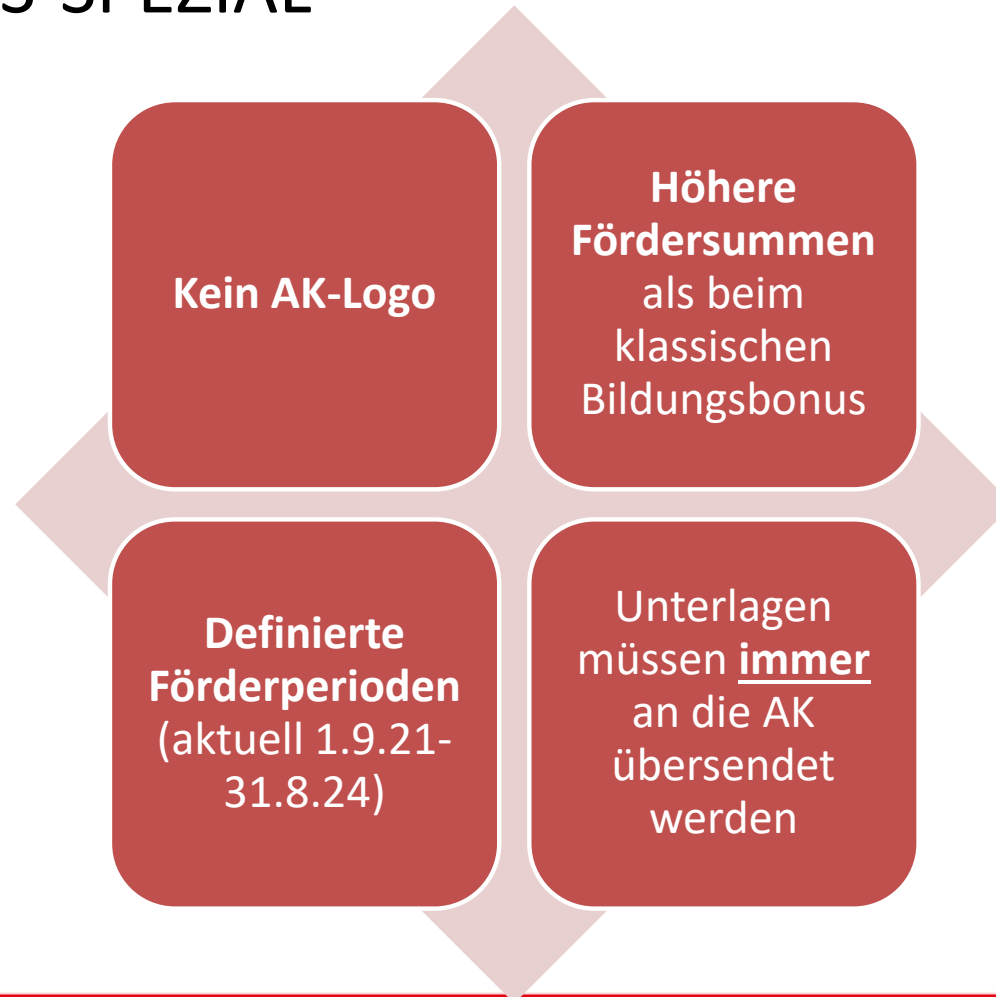 S SPEZIAL
Kein AK-Logo
Höhere
Fördersummen
als beim
klassischen
Bildungsbonus
Definierte
Förderperioden
(aktuell 1.9.21-
31.8.24)
Unterlagen
müssen immer
an die AK
übersendet
werden